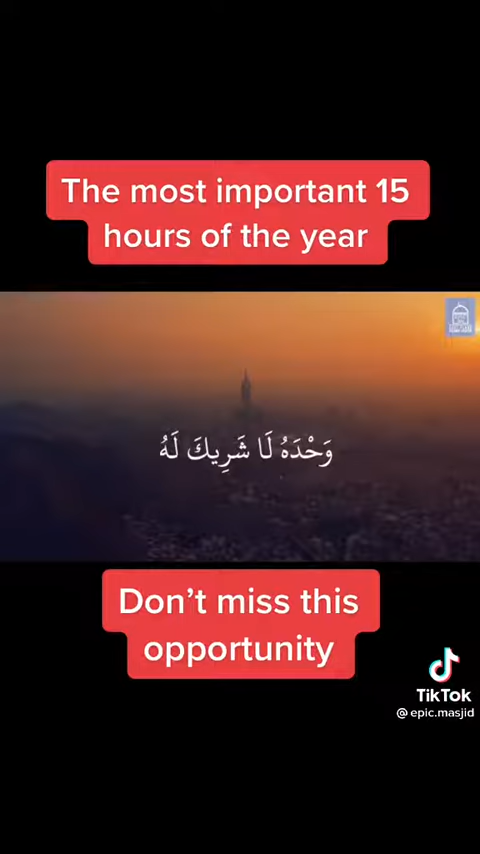 The most important 15
hours of the year
وَحْدَهُ لَا شَرِيكَ لَهُ
Don’t miss this
opportunity
TikTok
@epic.masjid